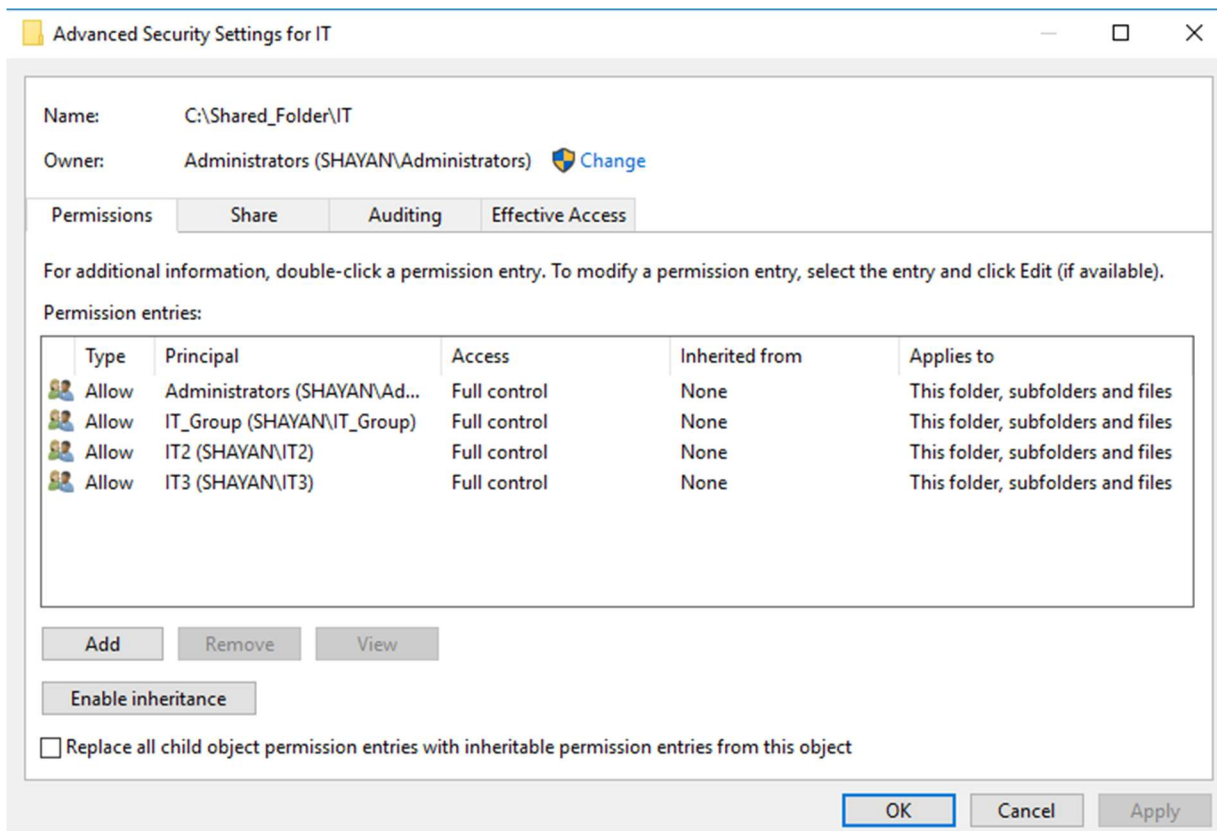 Advanced Security Settings for IT
Name: C:\Shared_Folder\IT
Owner: Administrators (SHAYAN\Administrators) Change
Permissions Share Auditing Effective Access
For additional information, double-click a permission entry. To modify a permission entry, select the entry and click Edit (if available).
Permission entries:
Type Principal Access Inherited from Applies to
Allow Administrators (SHAYAN\Ad... Full control None This folder, subfolders and files
Allow IT_Group (SHAYAN\IT_Group) Full control None This folder, subfolders and files
Allow IT2 (SHAYAN\IT2) Full control None This folder, subfolders and files
Allow IT3 (SHAYAN\IT3) Full control None This folder, subfolders and files
Add Remove View
Enable inheritance
Replace all child object permission entries with inheritable permission entries from this object
OK Cancel Apply